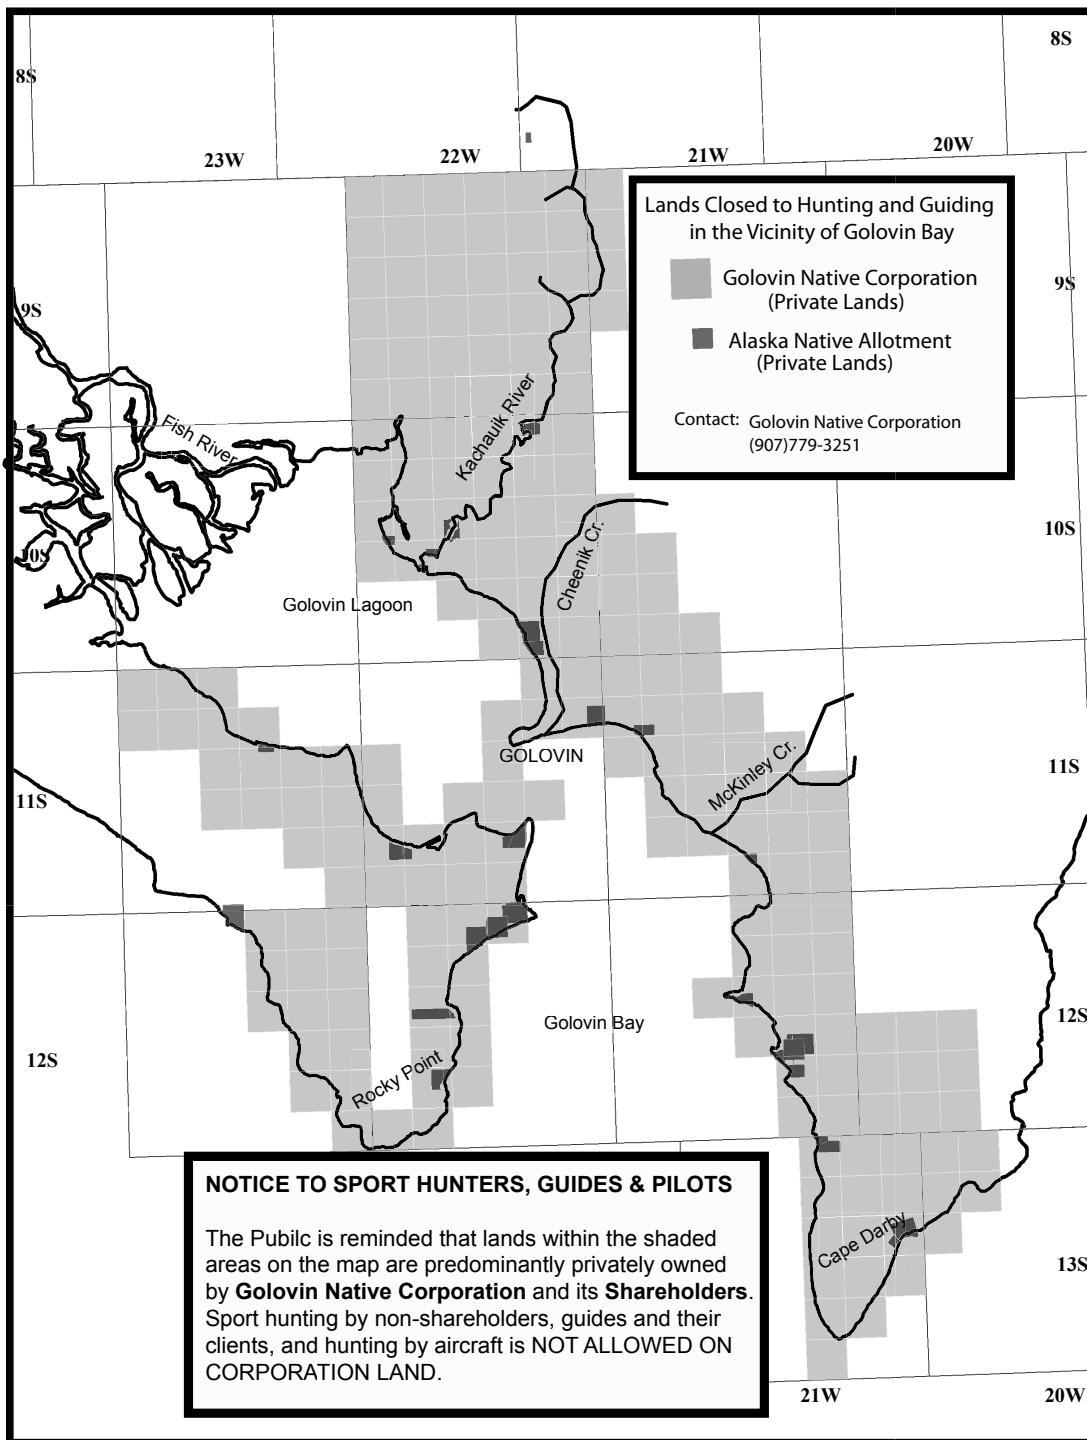 8S
8S
23W
22W
21W
20W
Lands Closed to Hunting and Guiding
in the Vicinity of Golovin Bay
Golovin Native Corporation
(Private Lands)
Alaska Native Allotment
(Private Lands)
Contact: Golovin Native Corporation
(907)779-3251
9S
9S
Fish River
Kachauik River
Cheenik Cr.
10S
10S
Golovin Lagoon
GOLOVIN
McKinley Cr.
11S
11S
Golovin Bay
12S
12S
Rocky Point
Cape Darby
13S
NOTICE TO SPORT HUNTERS, GUIDES & PILOTS
The Pubilc is reminded that lands within the shaded
areas on the map are predominantly privately owned
by Golovin Native Corporation and its Shareholders.
Sport hunting by non-shareholders, guides and their
clients, and hunting by aircraft is NOT ALLOWED ON
CORPORATION LAND.
21W
20W